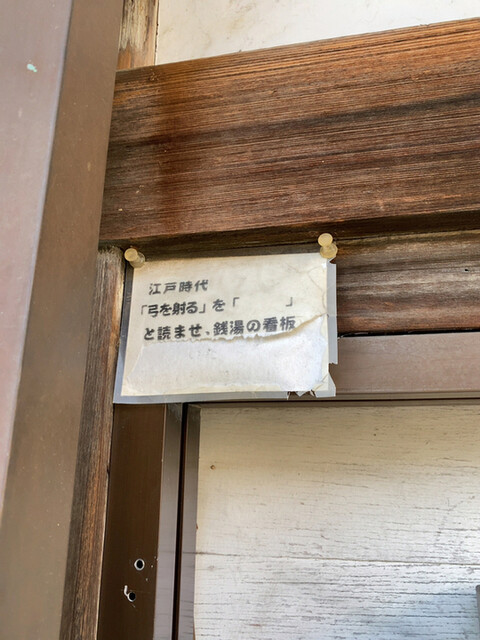 江戸時代
「弓を射る」を「　　　」
と読ませ、銭湯の看板